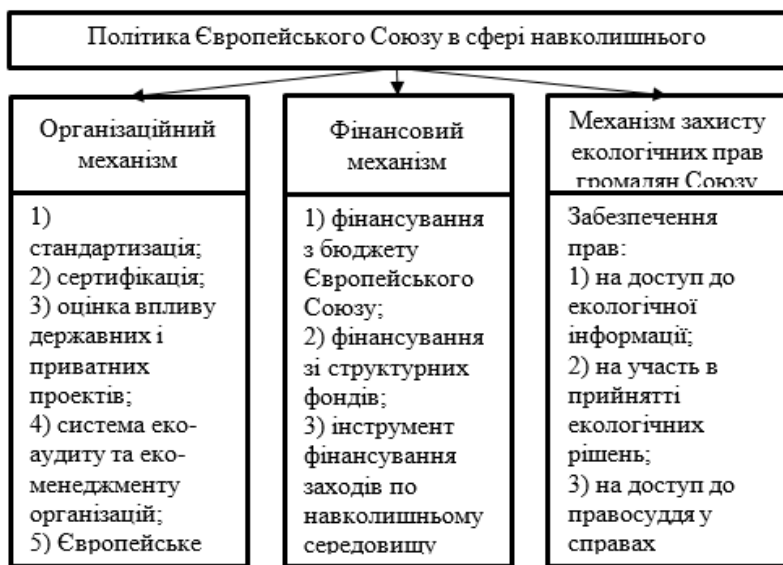 Політика Європейського Союзу в сфері навколишнього
Організаційний
механізм
1)
стандартизація;
2) сертифікація;
3) оцінка впливу
державних і
приватних
проектів;
4) система еко-
аудиту та еко-
менеджменту
організацій;
5) Європейське
Фінансовий
механізм
1) фінансування
з бюджету
Європейського
Союзу;
2) фінансування
зі структурних
фондів;
3) інструмент
фінансування
заходів по
навколишньому
середовищу
Механізм захисту
екологічних прав
громадян Союзу
Забезпечення
прав:
1) на доступ до
екологічної
інформації;
2) на участь в
прийнятті
екологічних
рішень;
3) на доступ до
правосуддя у
справах